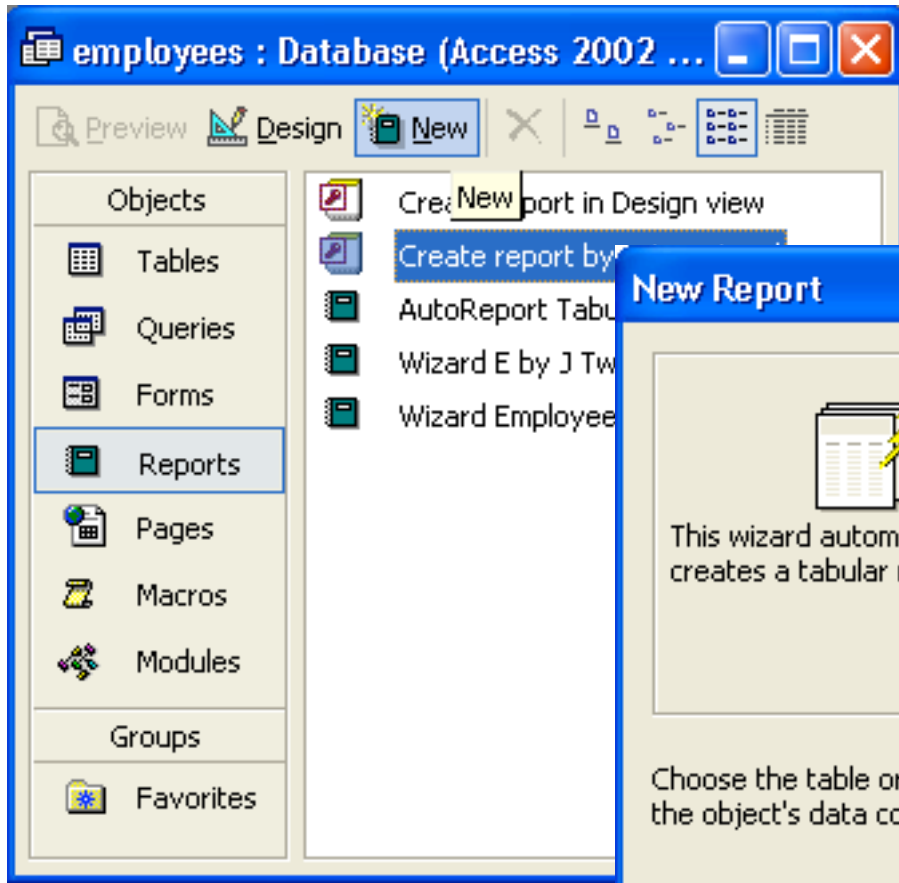 employees : Database (Access 2002 ...
Preview Design New
Objects
Tables
Queries
Forms
Reports
Pages
Macros
Modules
Groups
Favorites
New
Create report in Design view
Create report by
AutoReport Tabu
Wizard E by J Tw
Wizard Employee
New Report
This wizard autom
creates a tabular
Choose the table or
the object's data co